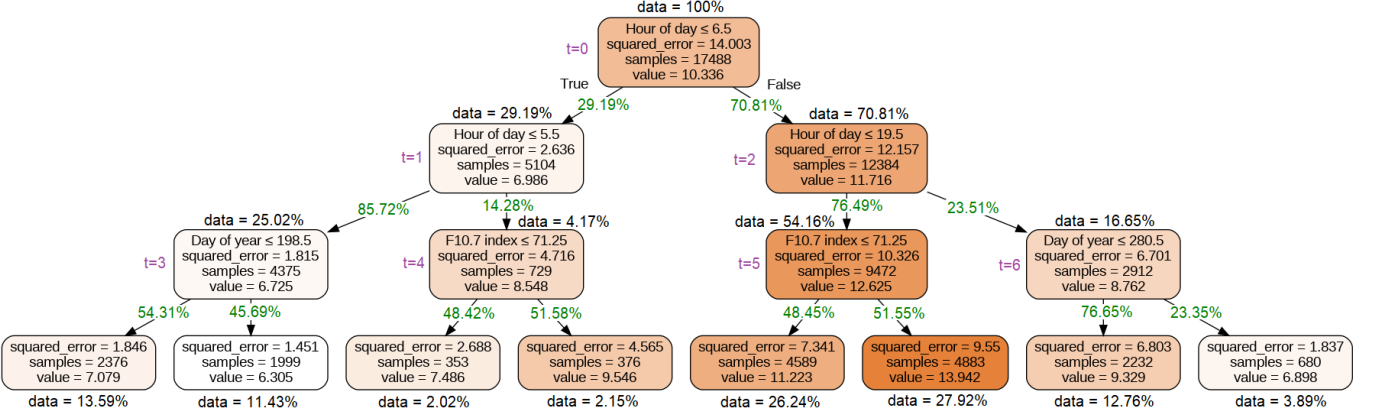 data = 100%
Hour of day ≤ 6.5
squared_error = 14.003
samples = 17488
value = 10.336
t=0
True
False
29.19%
70.81%
data = 29.19%
data = 70.81%
Hour of day ≤ 5.5
squared_error = 2.636
samples = 5104
value = 6.986
t=1
Hour of day ≤ 19.5
squared_error = 12.157
samples = 12384
value = 11.716
t=2
85.72%
14.28%
76.49%
23.51%
data = 25.02%
data = 4.17%
data = 54.16%
data = 16.65%
Day of year ≤ 198.5
squared_error = 1.815
samples = 4375
value = 6.725
t=3
F10.7 index ≤ 71.25
squared_error = 4.716
samples = 729
value = 8.548
t=4
F10.7 index ≤ 71.25
squared_error = 10.326
samples = 9472
value = 12.625
t=5
Day of year ≤ 280.5
squared_error = 6.701
samples = 2912
value = 8.762
t=6
54.31%
45.69%
48.42%
51.58%
48.45%
51.55%
76.65%
23.35%
squared_error = 1.846
samples = 2376
value = 7.079
squared_error = 1.451
samples = 1999
value = 6.305
squared_error = 2.688
samples = 353
value = 7.486
squared_error = 4.565
samples = 376
value = 9.546
squared_error = 7.341
samples = 4589
value = 11.223
squared_error = 9.55
samples = 4883
value = 13.942
squared_error = 6.803
samples = 2232
value = 9.329
squared_error = 1.837
samples = 680
value = 6.898
data = 13.59%
data = 11.43%
data = 2.02%
data = 2.15%
data = 26.24%
data = 27.92%
data = 12.76%
data = 3.89%